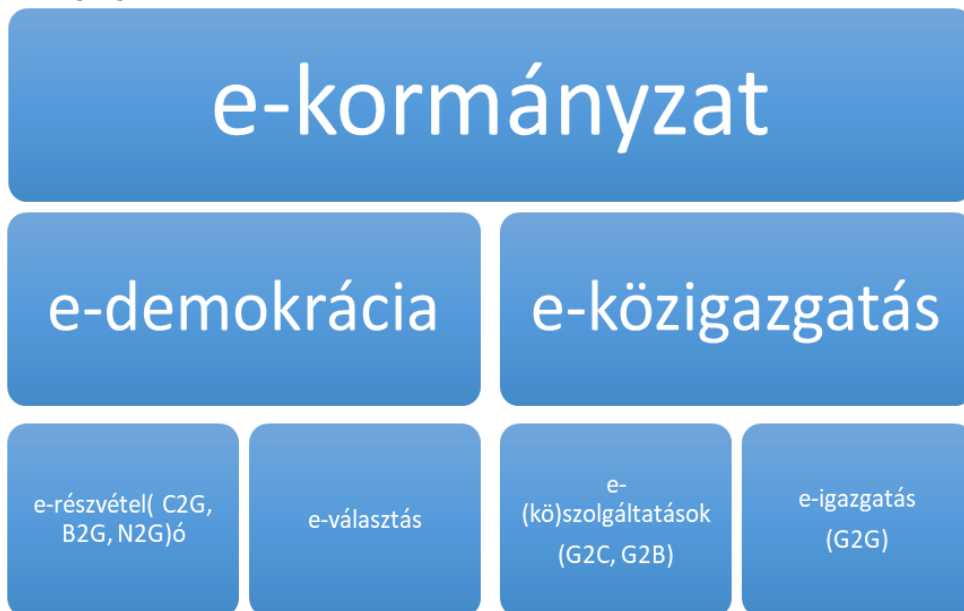 e-kormányzat
e-demokrácia
e-közigazgatás
e-részvétel( C2G,
B2G, N2G)ó
e-választás
e-
(kö)szolgáltatások
(G2C, G2B)
e-igazgatás
(G2G)